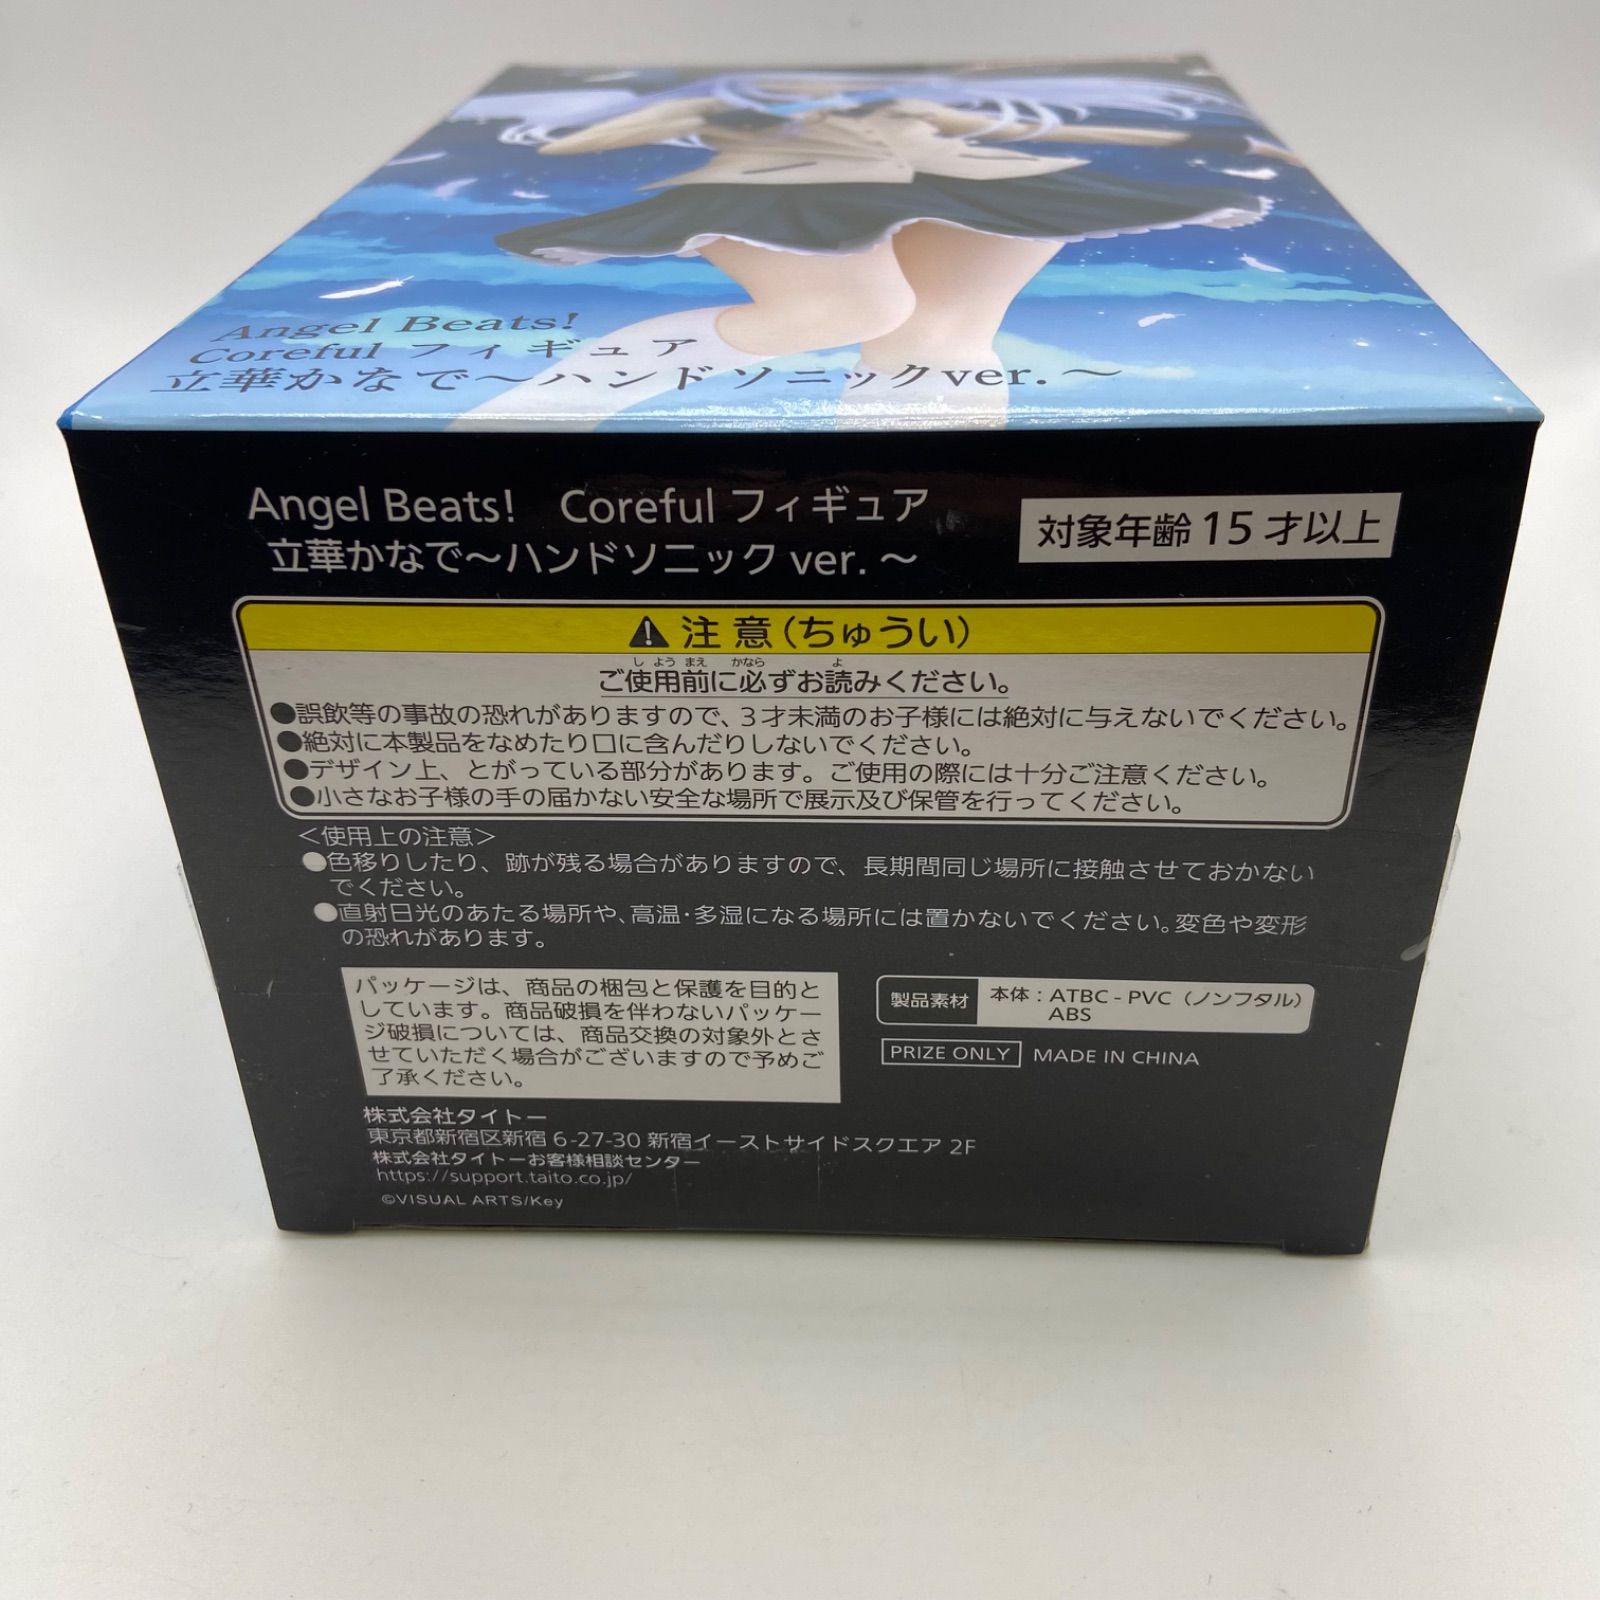 Angel Beats!
Coreful フィギュア
立華かなで〜ハンドソニックver.〜
Angel Beats! Coreful フィギュア
立華かなで〜ハンドソニック ver.〜
対象年齢 15 才以上
注意(ちゅうい)
しようまえ かなら よ
ご使用前に必ずお読みください。
●誤飲等の事故の恐れがありますので、3才未満のお子様には絶対に与えないでください。
●絶対に本製品をなめたり口に含んだりしないでください。
●デザイン上、とがっている部分があります。ご使用の際には十分ご注意ください。
●小さなお子様の手の届かない安全な場所で展示及び保管を行ってください。
<使用上の注意>
●色移りしたり、跡が残る場合がありますので、長期間同じ場所に接触させておかない
でください。
●直射日光のあたる場所や、高温・多湿になる場所には置かないでください。変色や変形
の恐れがあります。
パッケージは、商品の梱包と保護を目的と
しています。商品破損を伴わないパッケー
ジ破損については、商品交換の対象外とさ
せていただく場合がございますので予めご
了承ください。
製品素材
本体：ATBC-PVC（ノンフタル）
ABS
PRIZE ONLY MADE IN CHINA
株式会社タイトー
東京都新宿区新宿 6-27-30 新宿イーストサイドスクエア 2F
株式会社タイトーお客様相談センター
https://support.taito.co.jp/
©VISUAL ARTS/Key